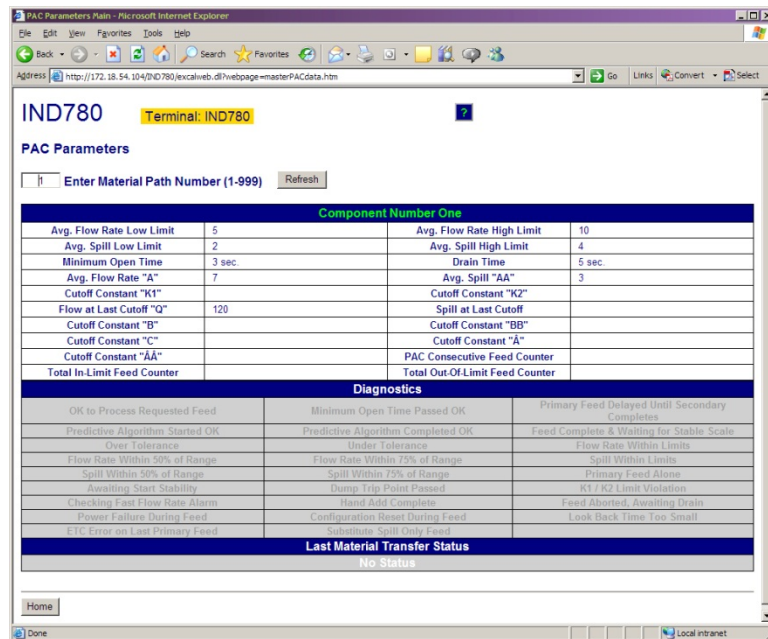 PAC Parameters Main - Microsoft Internet Explorer
File Edit View Favorites Tools Help
Back Search Favorites
Address http://172.18.54.104/IND780/excalweb.dll?webpage=masterPACdata.htm Go Links Convert Select
IND780 Terminal: IND780 ?
PAC Parameters
1 Enter Material Path Number (1-999) Refresh
Component Number One
Avg. Flow Rate Low Limit 5 Avg. Flow Rate High Limit 10
Avg. Spill Low Limit 2 Avg. Spill High Limit 4
Minimum Open Time 3 sec. Drain Time 5 sec.
Avg. Flow Rate "A" 7 Avg. Spill "AA" 3
Cutoff Constant "K1" Cutoff Constant "K2"
Flow at Last Cutoff "Q" 120 Spill at Last Cutoff
Cutoff Constant "B" Cutoff Constant "BB"
Cutoff Constant "C" Cutoff Constant "Â"
Cutoff Constant "ÂÂ" PAC Consecutive Feed Counter
Total In-Limit Feed Counter Total Out-Of-Limit Feed Counter
Diagnostics
OK to Process Requested Feed Minimum Open Time Passed OK Primary Feed Delayed Until Secondary
Completes
Predictive Algorithm Started OK Predictive Algorithm Completed OK Feed Complete & Waiting for Stable Scale
Over Tolerance Under Tolerance Flow Rate Within Limits
Flow Rate Within 50% of Range Flow Rate Within 75% of Range Spill Within Limits
Spill Within 50% of Range Spill Within 75% of Range Primary Feed Alone
Awaiting Start Stability Dump Trip Point Passed K1 / K2 Limit Violation
Checking Fast Flow Rate Alarm Hand Add Complete Feed Aborted, Awaiting Drain
Power Failure During Feed Configuration Reset During Feed Look Back Time Too Small
ETC Error on Last Primary Feed Substitute Spill Only Feed
Last Material Transfer Status
No Status
Home
Done Local intranet